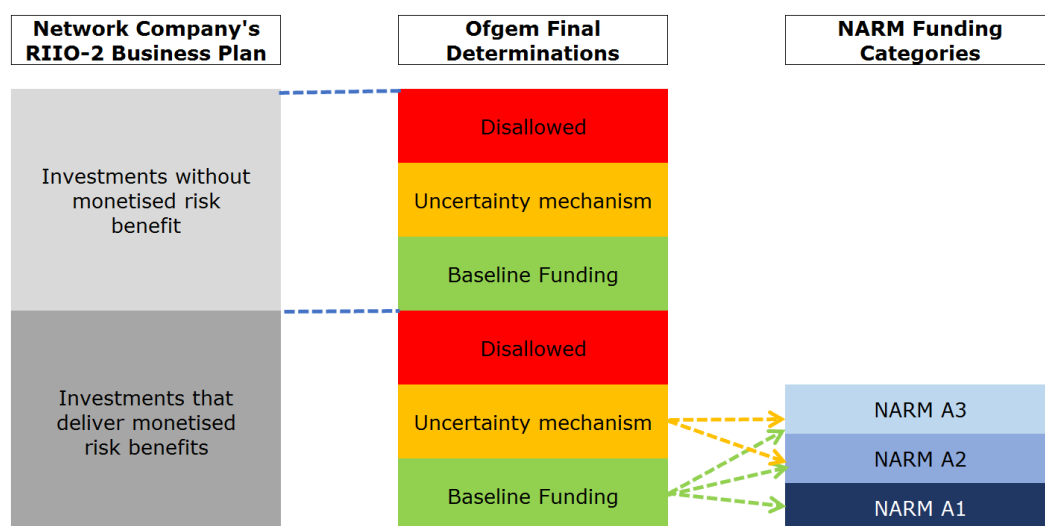 Network Company's
RIIO-2 Business Plan
Ofgem Final
Determinations
NARM Funding
Categories
Investments without
monetised risk
benefit
Disallowed
Uncertainty mechanism
Baseline Funding
Investments that
deliver monetised
risk benefits
Disallowed
Uncertainty mechanism
Baseline Funding
NARM A3
NARM A2
NARM A1